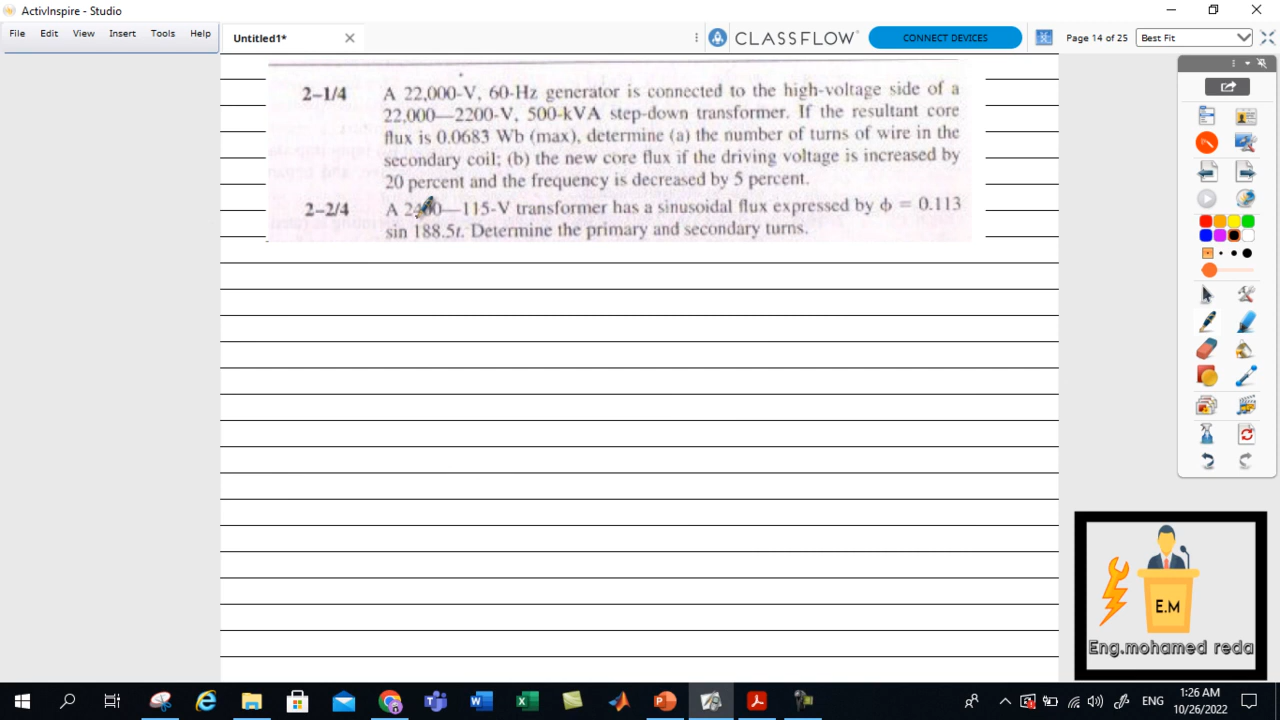 ActivInspire - Studio
File Edit View Insert Tools Help
Untitled1*
CLASSFLOW
CONNECT DEVICES
Page 14 of 25
Best Fit
2–1/4 A 22,000-V, 60-Hz generator is connected to the high-voltage side of a
22,000—2200-V, 500-kVA step-down transformer. If the resultant core
flux is 0.0683 Wb (max), determine (a) the number of turns of wire in the
secondary coil; (b) the new core flux if the driving voltage is increased by
20 percent and the frequency is decreased by 5 percent.
2–2/4 A 2400—115-V transformer has a sinusoidal flux expressed by ϕ = 0.113
sin 188.5t. Determine the primary and secondary turns.
E.M
Eng.mohamed reda
ENG
1:26 AM
10/26/2022